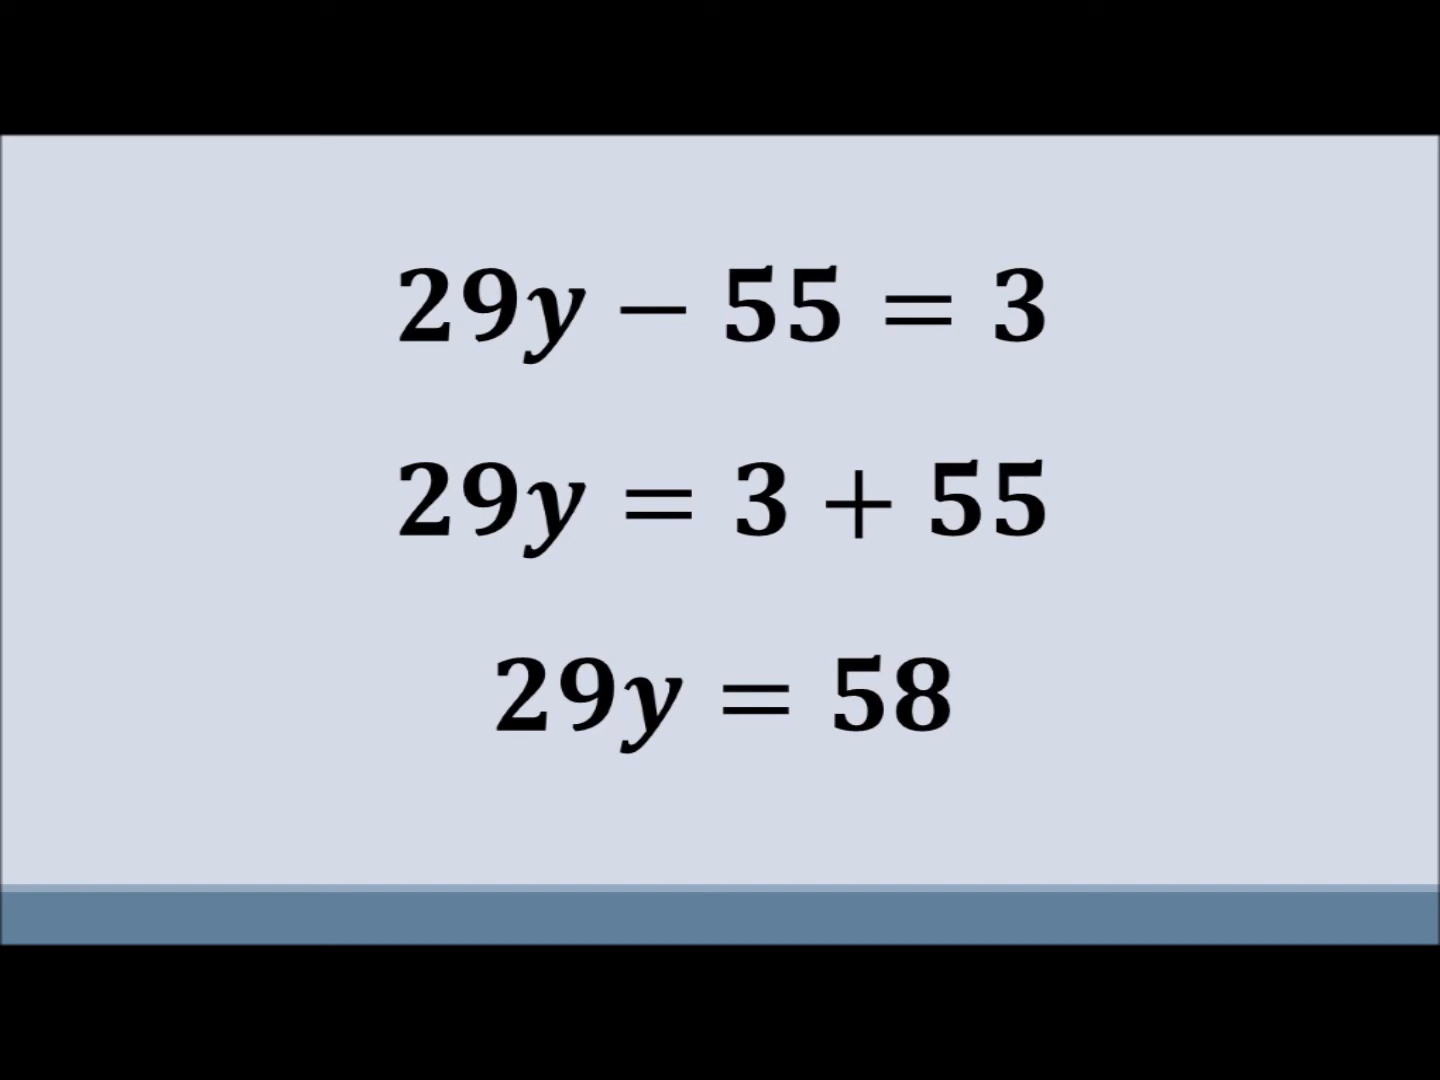 29y − 55 = 3
29y = 3 + 55
29y = 58